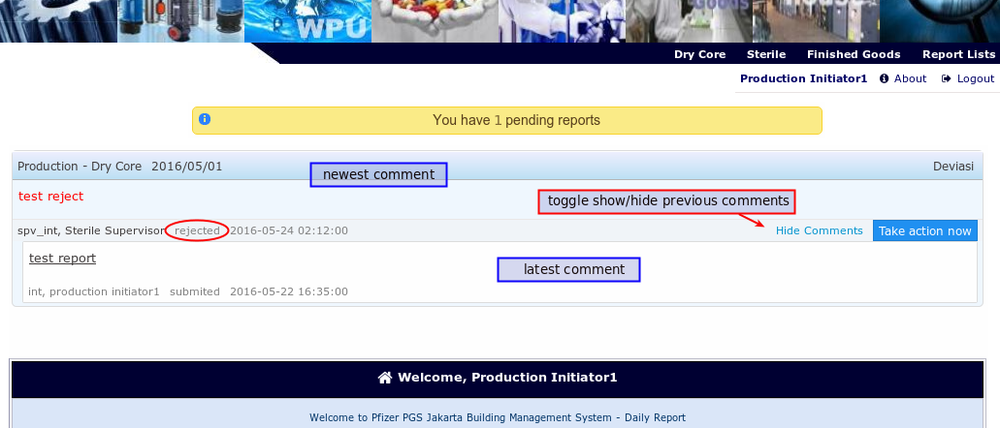 WPU
GOODS
Dry Core Sterile Finished Goods Report Lists
Production Initiator1 About Logout
You have 1 pending reports
Production - Dry Core 2016/05/01 Deviasi
newest comment
test reject
toggle show/hide previous comments
spv_int, Sterile Supervisor rejected 2016-05-24 02:12:00 Hide Comments Take action now
test report
latest comment
int, production initiator1 submited 2016-05-22 16:35:00
Welcome, Production Initiator1
Welcome to Pfizer PGS Jakarta Building Management System - Daily Report